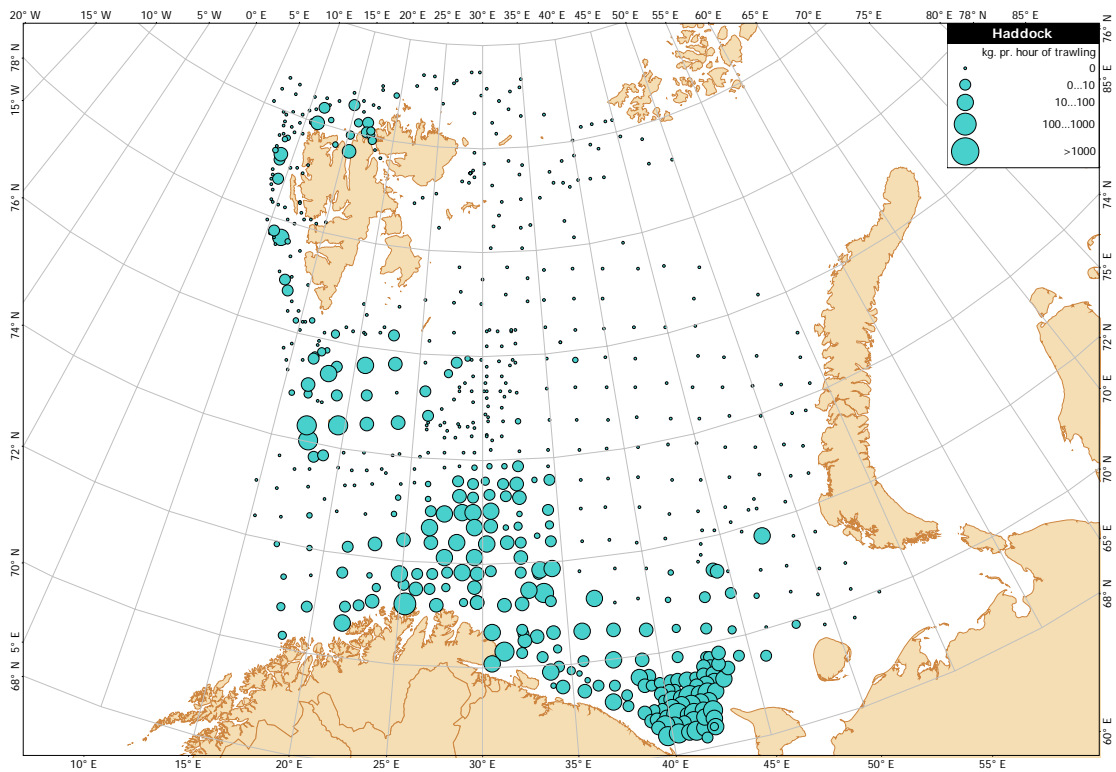 20° W 15° W 10° W 5° W 0° E 5° E 10° E 15° E 20° E 25° E 30° E 35° E 40° E 45° E 50° E 55° E 60° E 65° E 70° E 75° E 80° E 78° N 85° E
76° N
Haddock
kg. pr. hour of trawling
0
0...10
10...100
100...1000
>1000
78° N
15° W
76° N
74° N
72° N
70° N
5° E
68° N
85° E
74° N
75° E
72° N
70° E
70° N
65° E
68° N
60° E
10° E 15° E 20° E 25° E 30° E 35° E 40° E 45° E 50° E 55° E